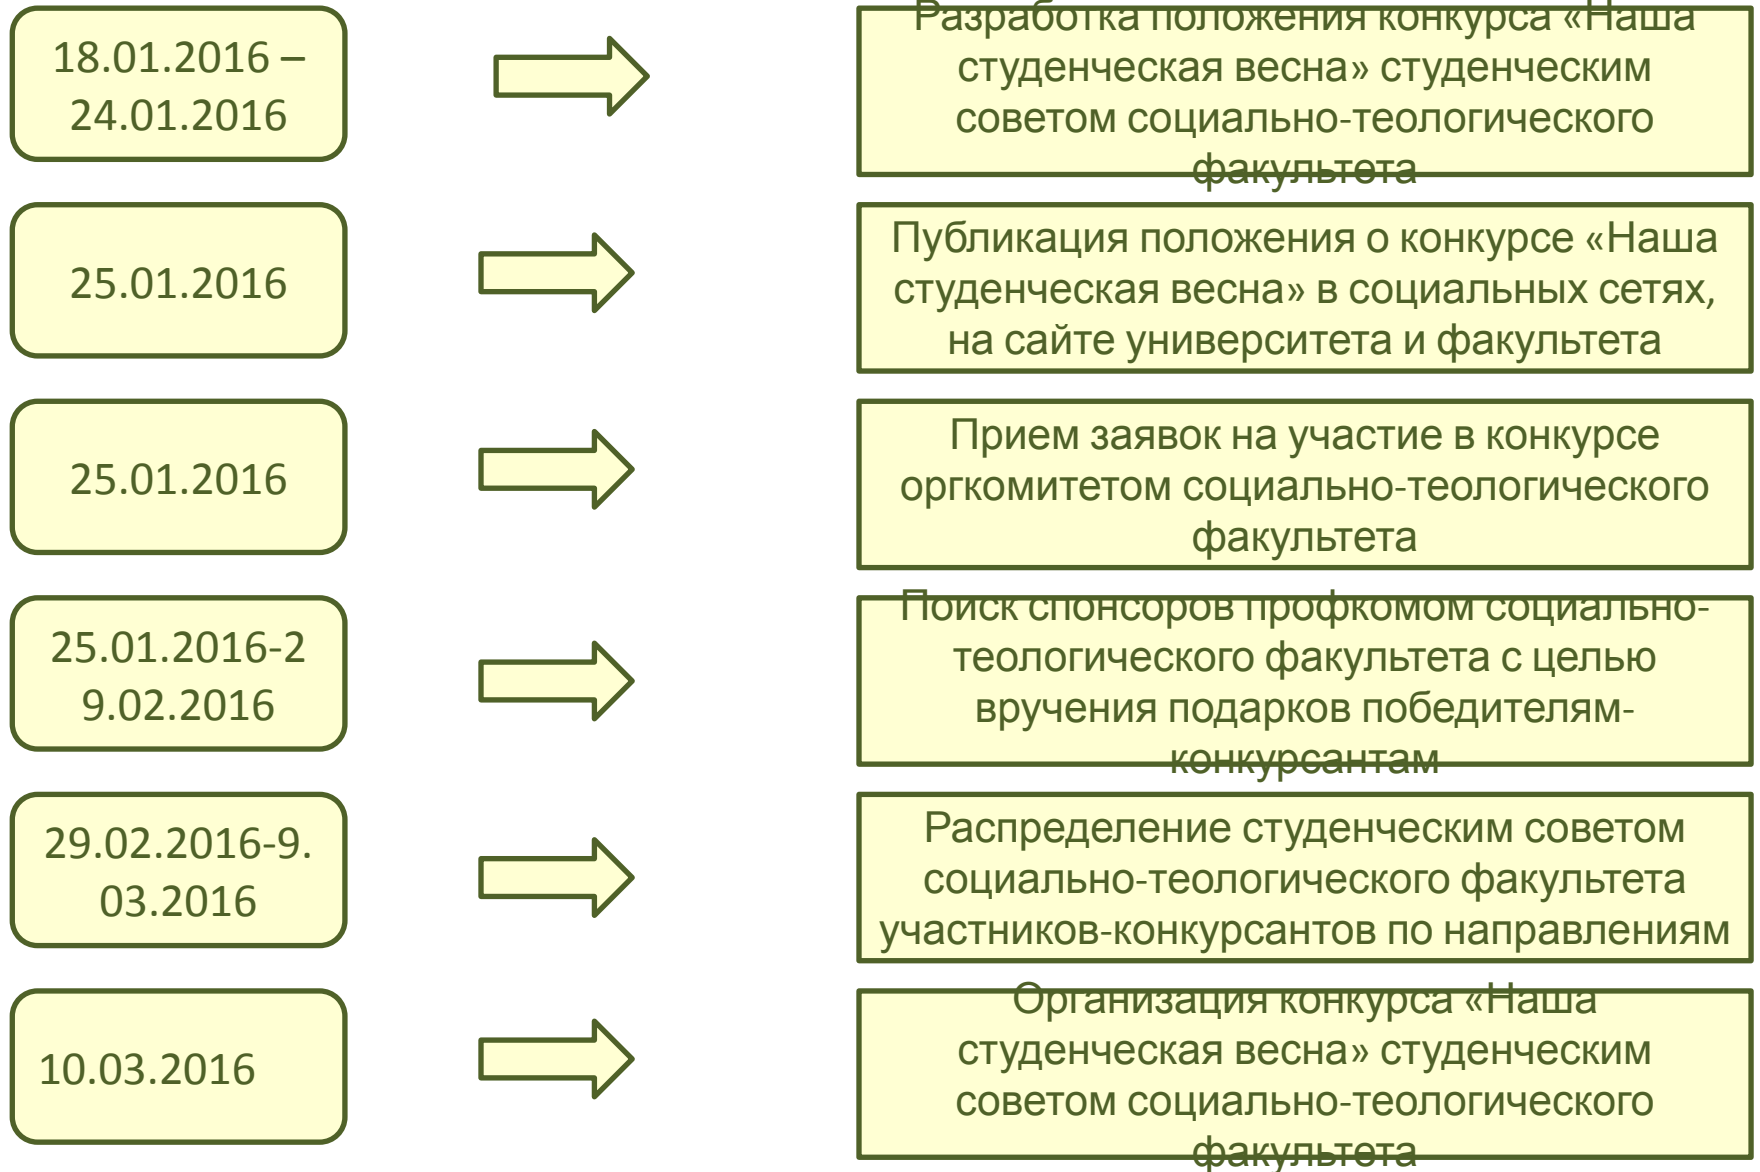 18.01.2016 –
24.01.2016
Разработка положения конкурса «Наша
студенческая весна» студенческим
советом социально-теологического
факультета
25.01.2016
Публикация положения о конкурсе «Наша
студенческая весна» в социальных сетях,
на сайте университета и факультета
25.01.2016
Прием заявок на участие в конкурсе
оргкомитетом социально-теологического
факультета
25.01.2016-2
9.02.2016
Поиск спонсоров профкомом социально-
теологического факультета с целью
вручения подарков победителям-
конкурсантам
29.02.2016-9.
03.2016
Распределение студенческим советом
социально-теологического факультета
участников-конкурсантов по направлениям
10.03.2016
Организация конкурса «Наша
студенческая весна» студенческим
советом социально-теологического
факультета